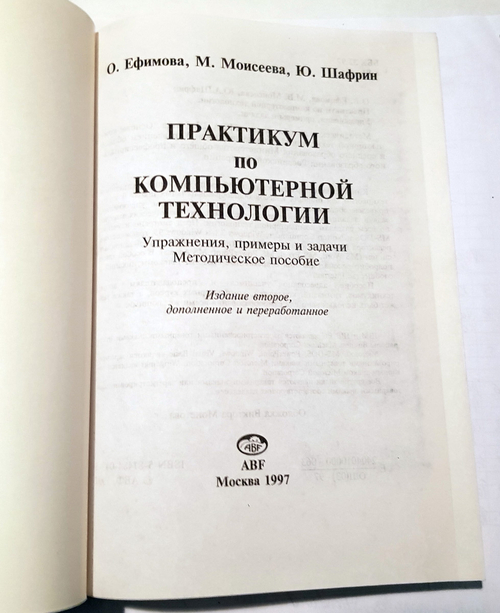 О. Ефимова, М. Моисеева, Ю. Шафрин
ПРАКТИКУМ
ПО
КОМПЬЮТЕРНОЙ
ТЕХНОЛОГИИ
Упражнения, примеры и задачи
Методическое пособие
Издание второе,
дополненное и переработанное
ABF
ABF
Москва 1997